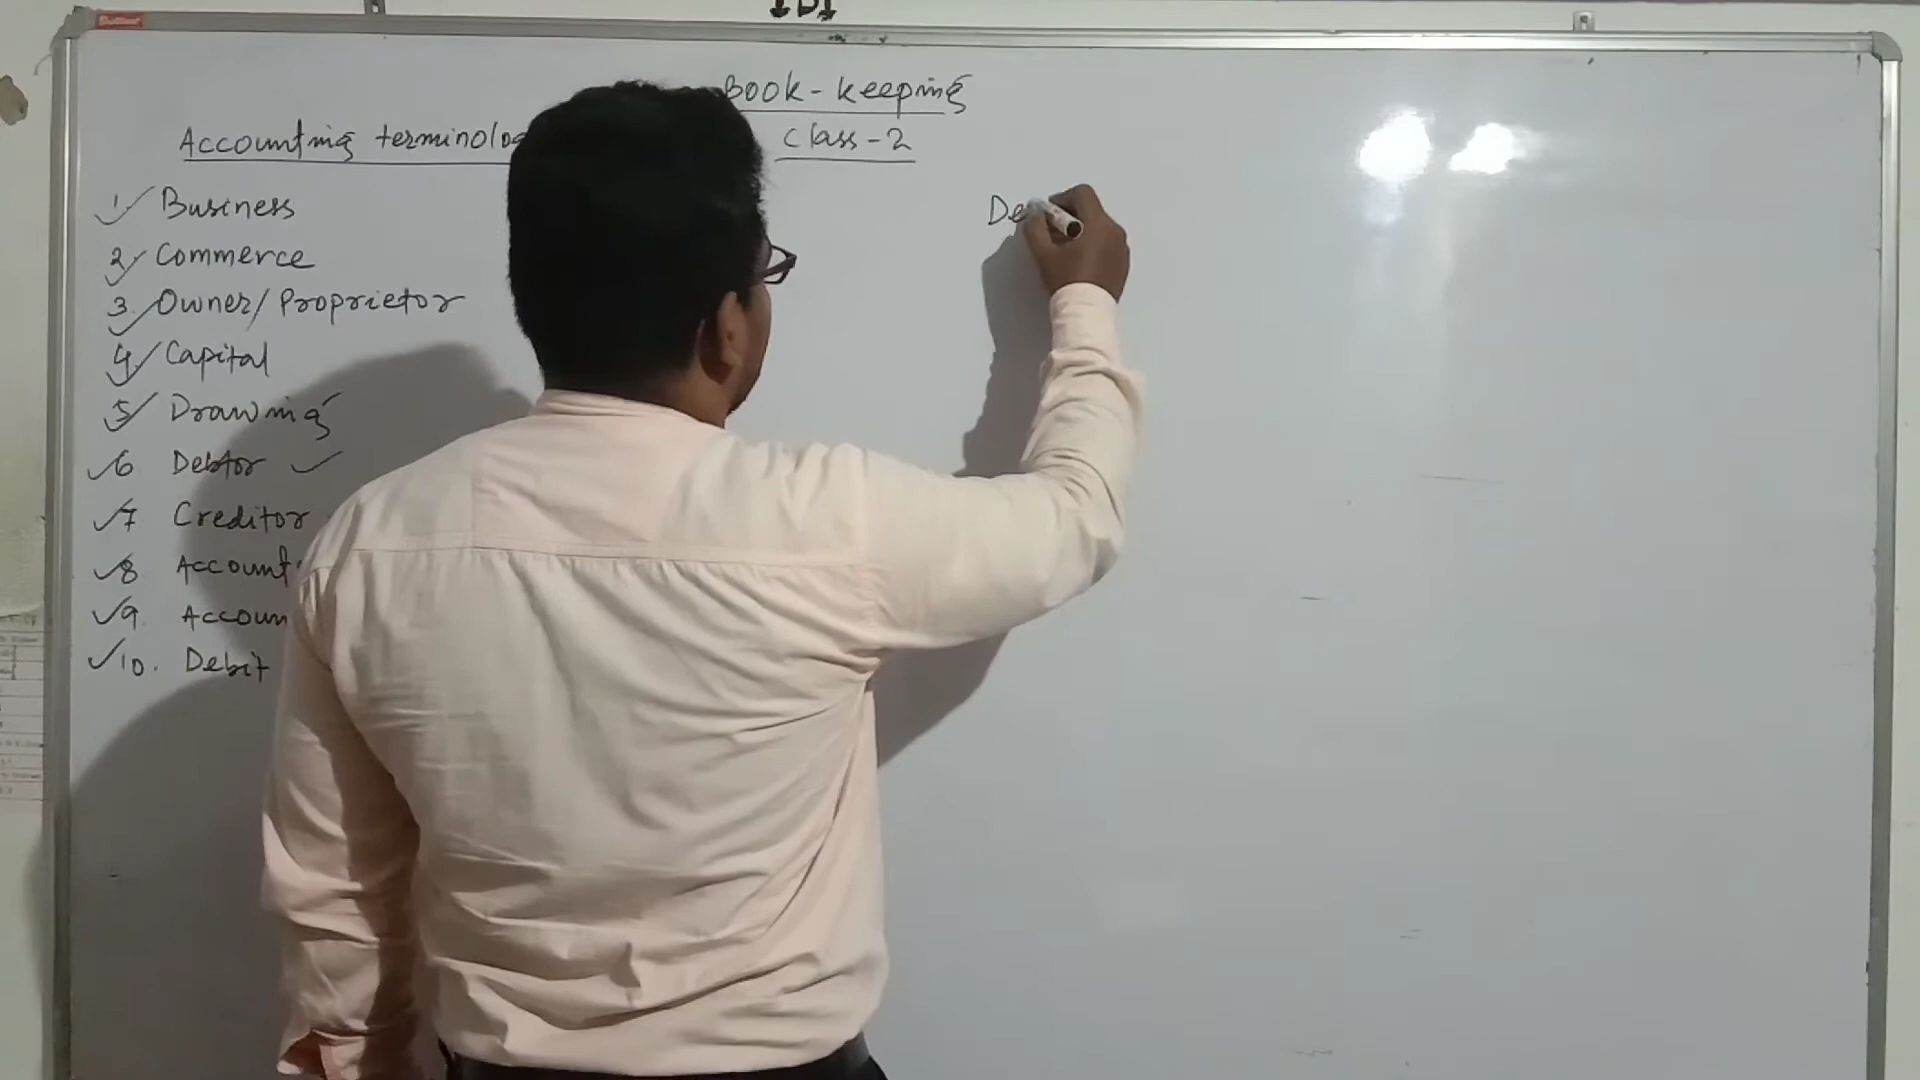 Book-keeping
Accounting terminolo
Class-2
1. Business
2. Commerce
3. Owner/Proprietor
4. Capital
5. Drawing
6 Debtor
7 Creditor
8. Account
9. Accoun
10. Debit
De